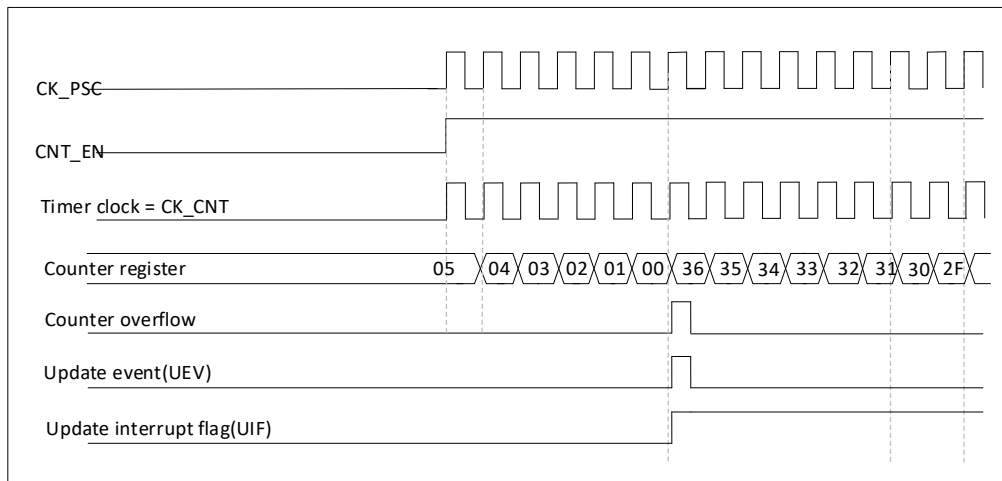 CK_PSC
CNT_EN
Timer clock = CK_CNT
Counter register 05 04 03 02 01 00 36 35 34 33 32 31 30 2F
Counter overflow
Update event(UEV)
Update interrupt flag(UIF)